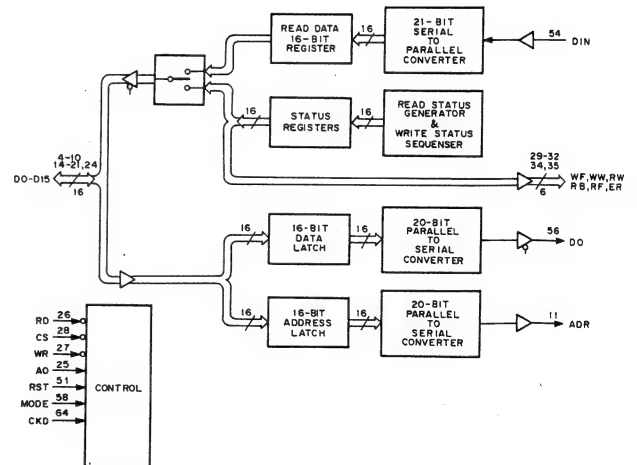 READ DATA
16-BIT
REGISTER
16
21-BIT
SERIAL
TO
PARALLEL
CONVERTER
54
DIN
16
STATUS
REGISTERS
16
READ STATUS
GENERATOR
&
WRITE STATUS
SEQUENSER
4-10
14-21,24
DO-D15
16
29-32
34,35
6
WF,WW,RW
RB,RF,ER
16
16-BIT
DATA
LATCH
16
20-BIT
PARALLEL
TO
SERIAL
CONVERTER
56
DO
16
16-BIT
ADDRESS
LATCH
16
20-BIT
PARALLEL
TO
SERIAL
CONVERTER
11
ADR
RD 26
CS 28
WR 27
AO 25
RST 51
MODE 58
CKD 64
CONTROL